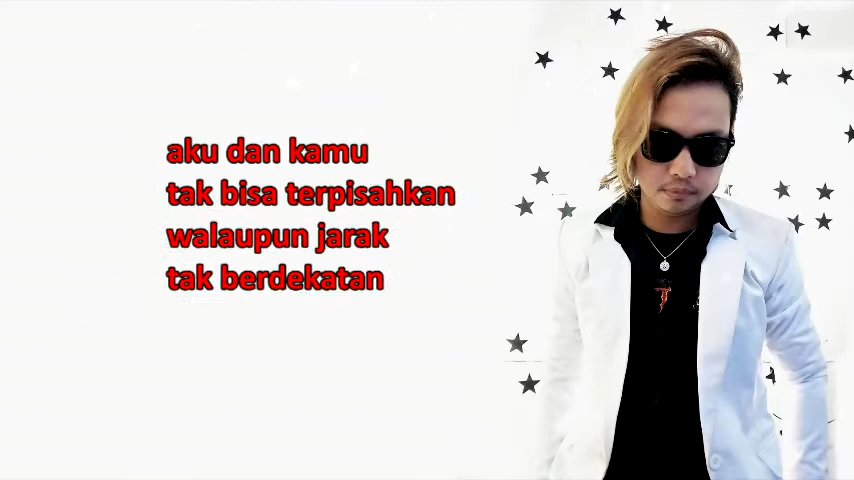 aku dan kamu
tak bisa terpisahkan
walaupun jarak
tak berdekatan